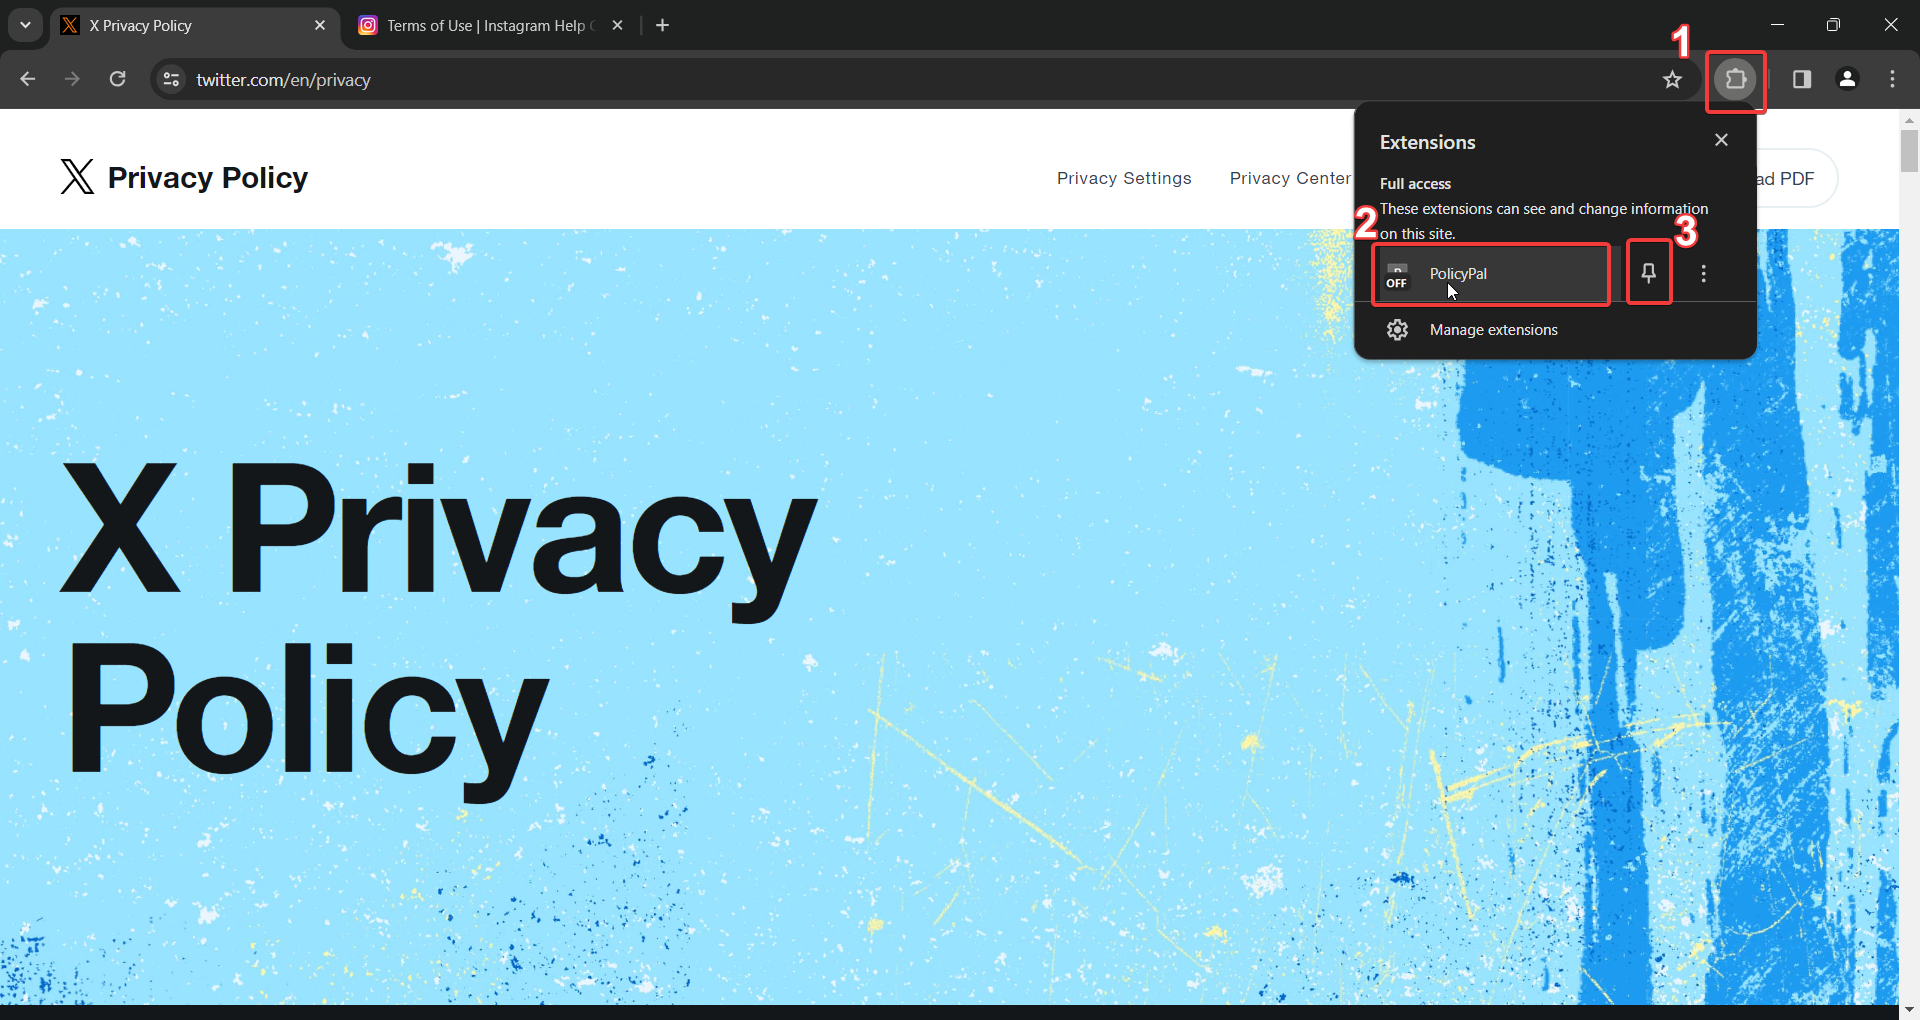 X Privacy Policy
Terms of Use | Instagram Help
1
twitter.com/en/privacy
Extensions
Privacy Policy
Privacy Settings
Privacy Center
ad PDF
Full access
These extensions can see and change information
on this site.
2
3
OFF
PolicyPal
Manage extensions
X Privacy
Policy